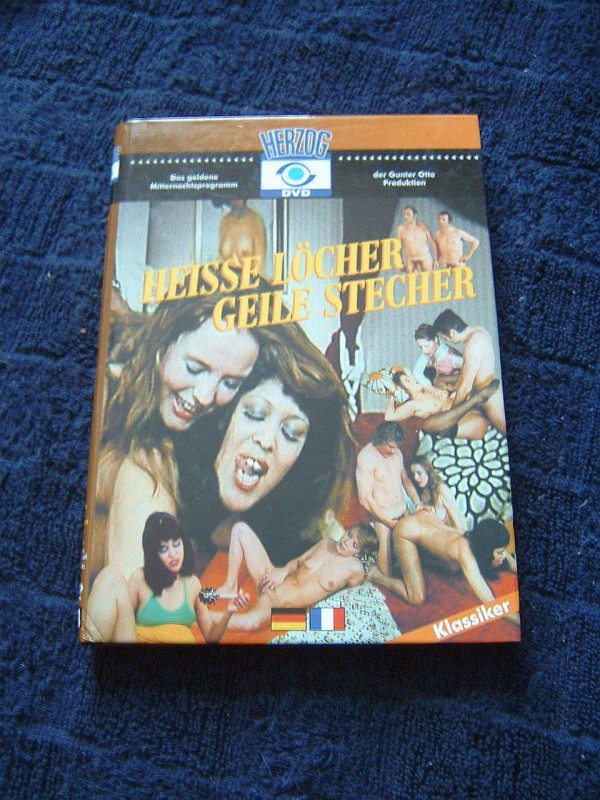 HERZOG
DVD
Das goldene
Mitternachtsprogramm
der Gunter Otto
Produktion
HEISSE LÖCHER
GEILE STECHER
Klassiker